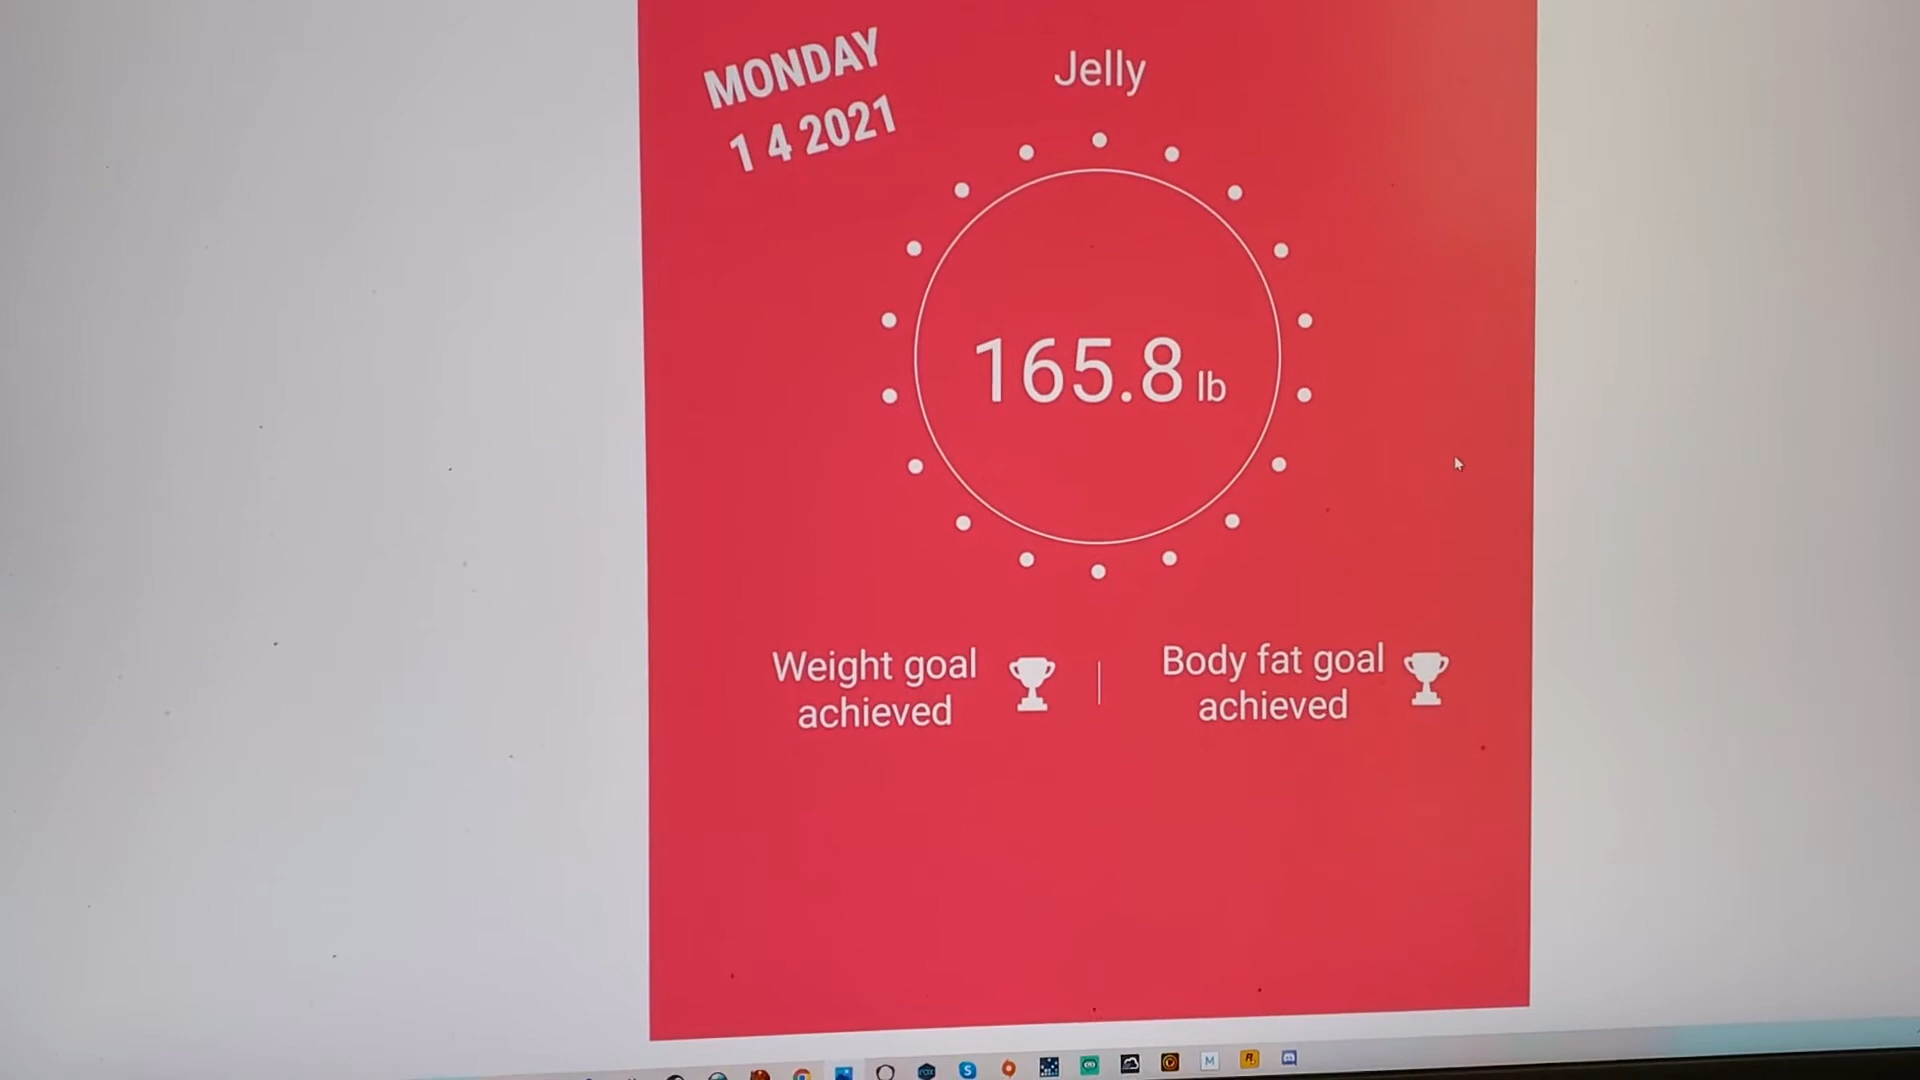 MONDAY
1 4 2021
Jelly
165.8 lb
Weight goal
achieved
Body fat goal
achieved